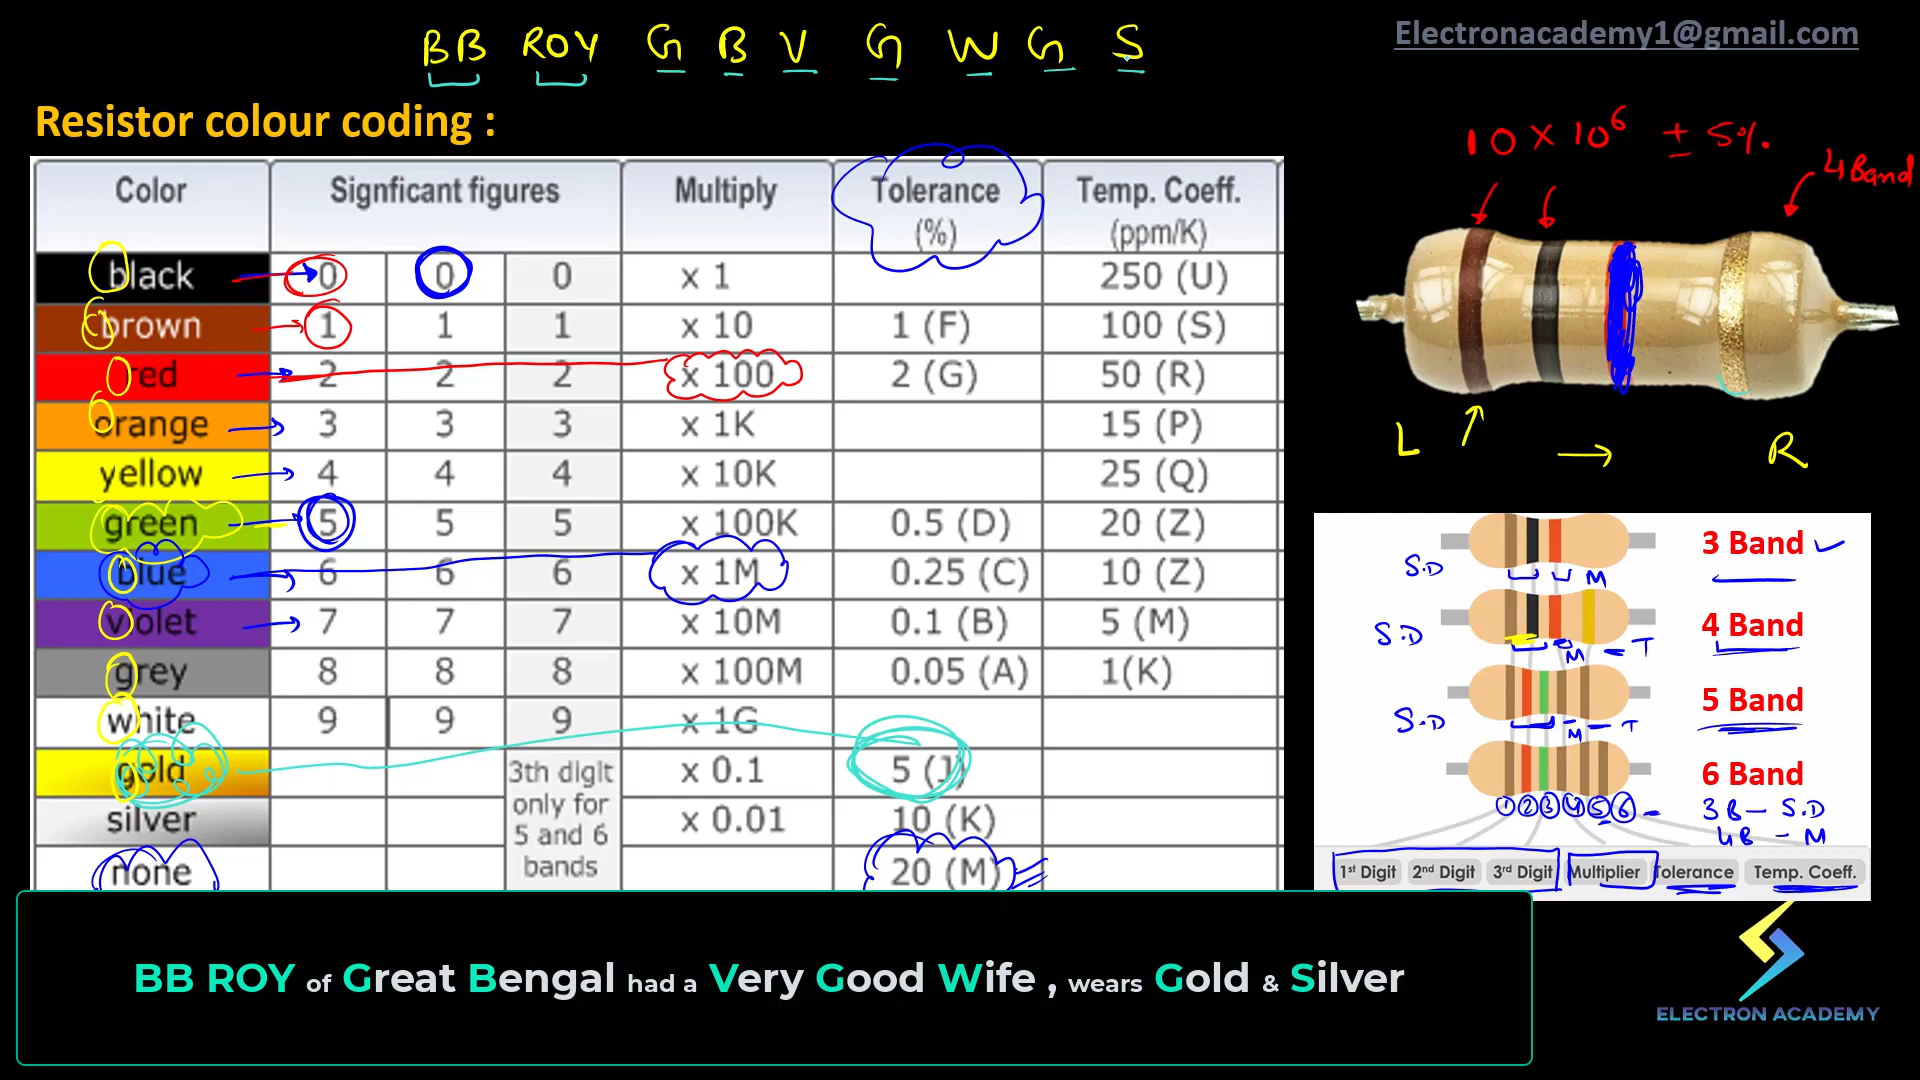 BB ROY G B V G W G S
Electronacademy1@gmail.com
Resistor colour coding :
10 × 10⁶ ± 5%.
4 Band
Color Signficant figures Multiply Tolerance (%) Temp. Coeff. (ppm/K)
black 0 0 0 x 1 250 (U)
brown 1 1 1 x 10 1 (F) 100 (S)
red 2 2 2 x 100 2 (G) 50 (R)
orange 3 3 3 x 1K 15 (P)
yellow 4 4 4 x 10K 25 (Q)
green 5 5 5 x 100K 0.5 (D) 20 (Z)
blue 6 6 6 x 1M 0.25 (C) 10 (Z)
violet 7 7 7 x 10M 0.1 (B) 5 (M)
grey 8 8 8 x 100M 0.05 (A) 1(K)
white 9 9 9 x 1G
gold x 0.1 5 (J)
silver x 0.01 10 (K)
none 20 (M)
3th digit
only for
5 and 6
bands
L R
S.D M 3 Band
S.D M T 4 Band
S.D M T 5 Band
6 Band
1 2 3 4 5 6 - 3B - S.D
4B - M
1st Digit 2nd Digit 3rd Digit Multiplier Tolerance Temp. Coeff.
BB ROY of Great Bengal had a Very Good Wife , wears Gold & Silver
ELECTRON ACADEMY